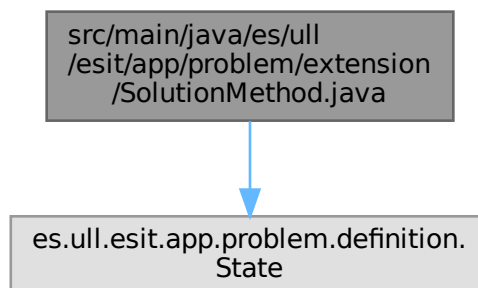 src/main/java/es/ull
/esit/app/problem/extension
/SolutionMethod.java
es.ull.esit.app.problem.definition.
State